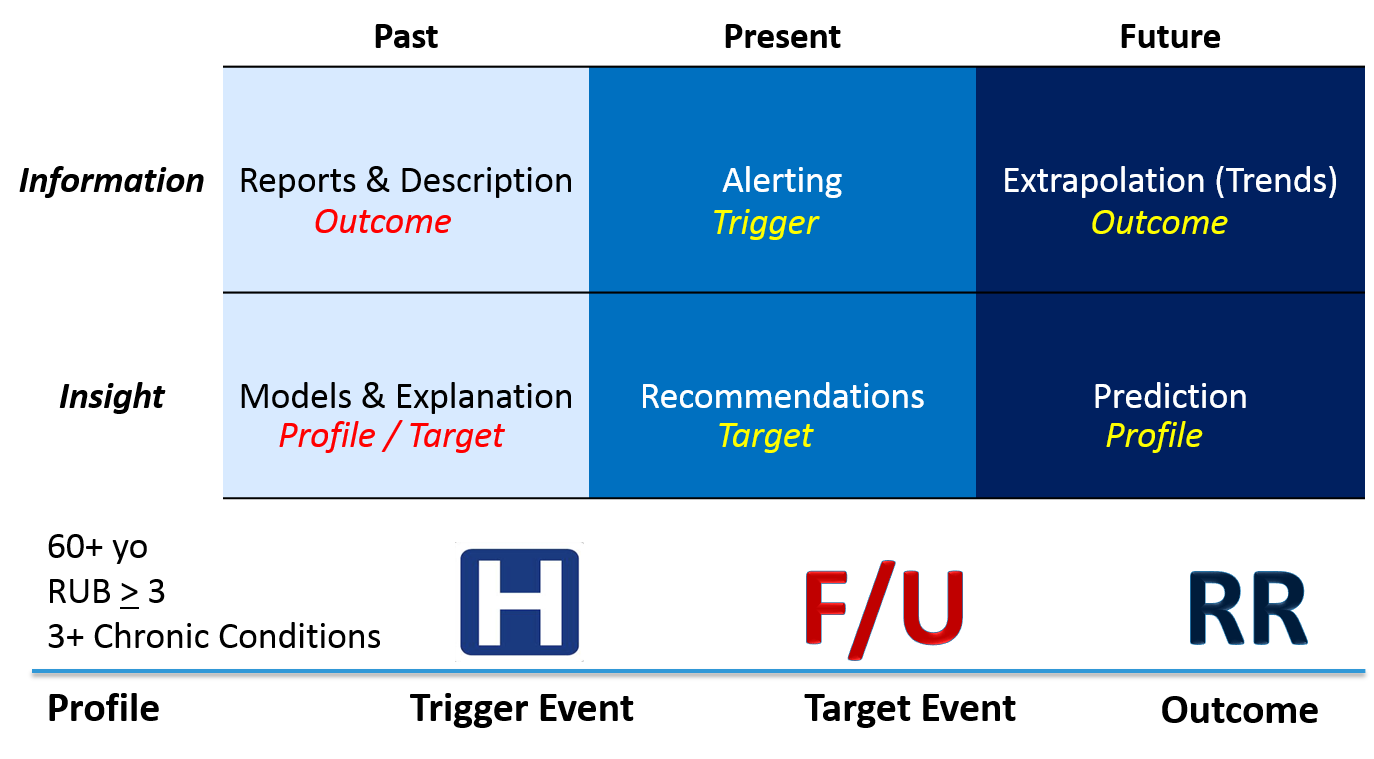 Past Present Future
Information Reports & Description Alerting Extrapolation (Trends)
Outcome Trigger Outcome
Insight Models & Explanation Recommendations Prediction
Profile / Target Target Profile
60+ yo
RUB ≥ 3
3+ Chronic Conditions
H F/U RR
Profile Trigger Event Target Event Outcome